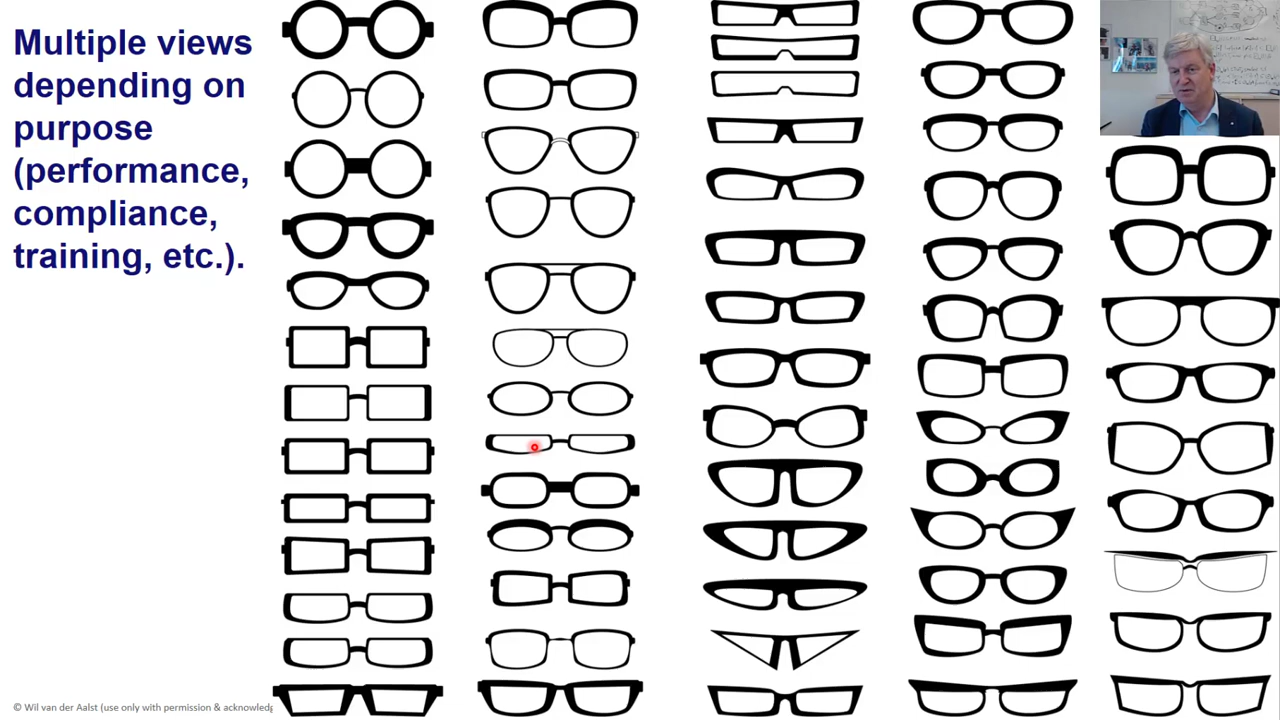 Multiple views
depending on
purpose
(performance,
compliance,
training, etc.).
© Wil van der Aalst (use only with permission & acknowledg